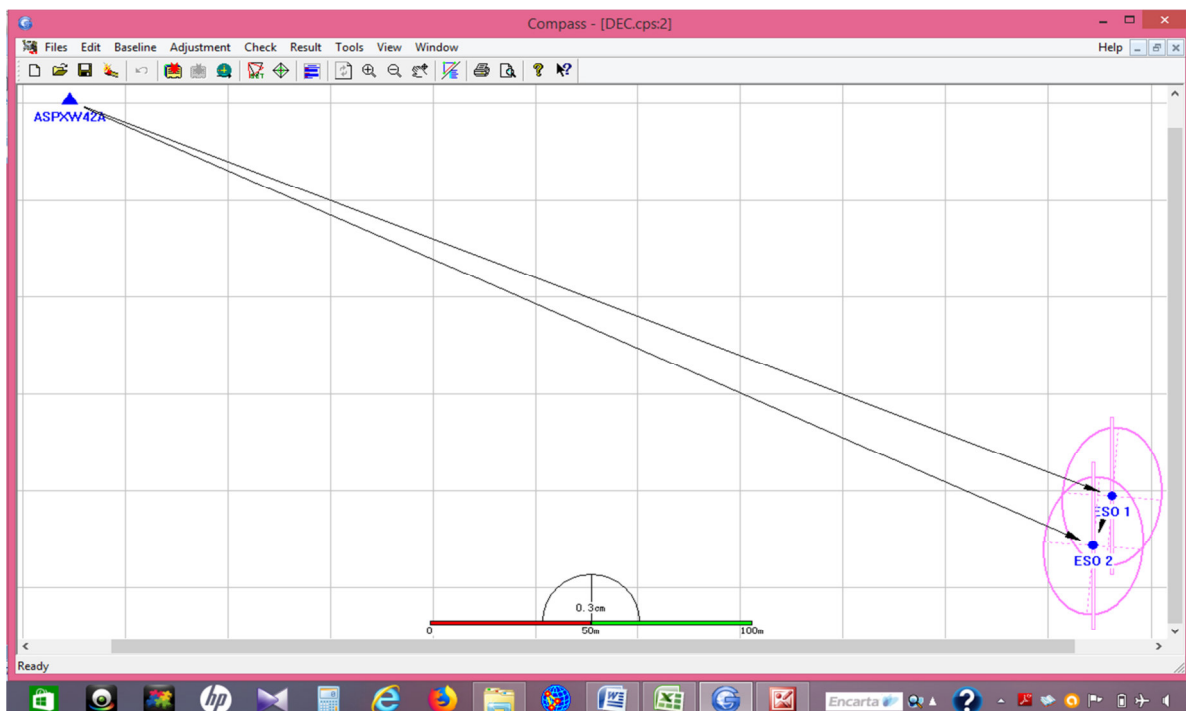 Compass - [DEC.cps:2]
Files Edit Baseline Adjustment Check Result Tools View Window Help
ASPXW42A
ESO 1
ESO 2
0.3cm
0 50m 100m
Ready
hp
Encarta